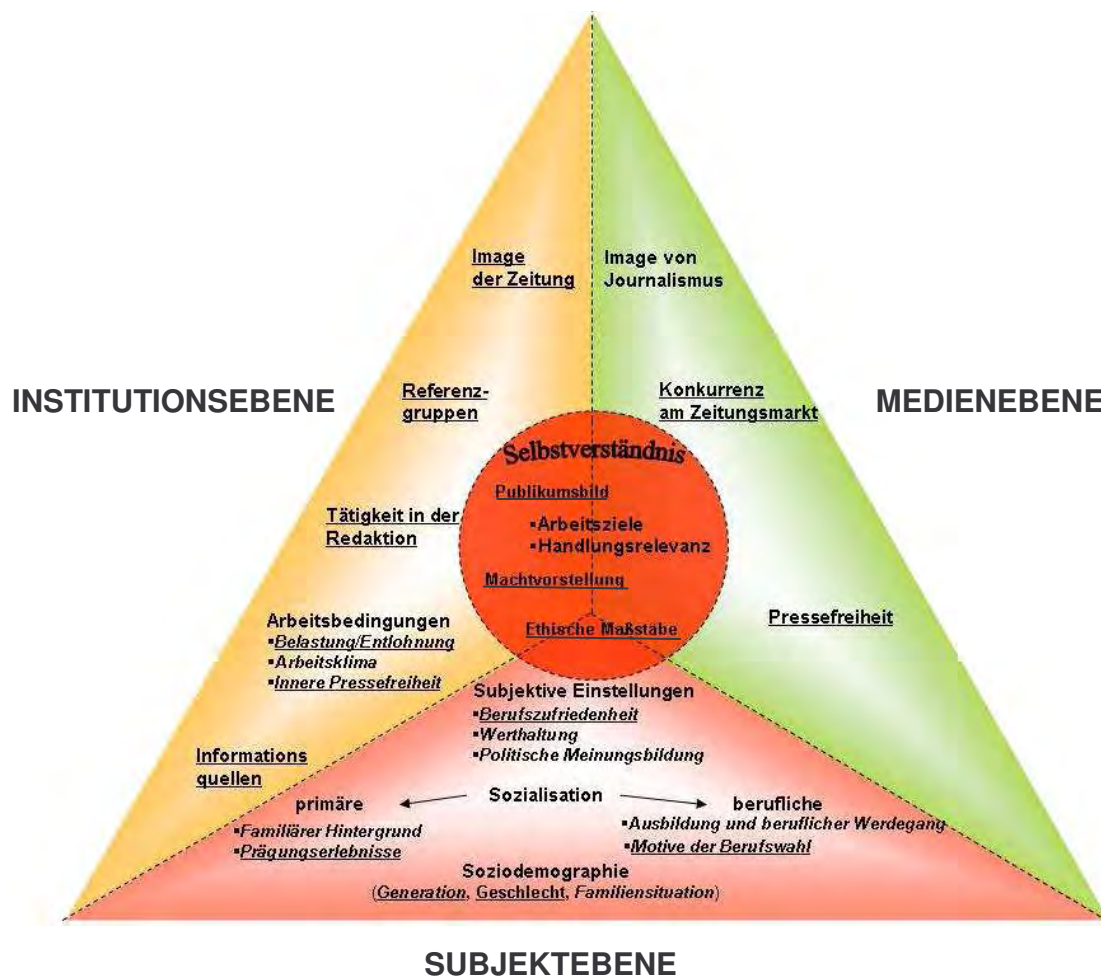 Image
der Zeitung
Image von
Journalismus
INSTITUTIONSEBENE
Referenz-
gruppen
Konkurrenz
am Zeitungsmarkt
MEDIENEBENE
Selbstverständnis
Publikumsbild
▪Arbeitsziele
▪Handlungsrelevanz
Machtvorstellung
Ethische Maßstäbe
Tätigkeit in der
Redaktion
Pressefreiheit
Arbeitsbedingungen
▪Belastung/Entlohnung
▪Arbeitsklima
▪Innere Pressefreiheit
Subjektive Einstellungen
▪Berufszufriedenheit
▪Werthaltung
▪Politische Meinungsbildung
Informations
quellen
primäre
Sozialisation
berufliche
▪Familiärer Hintergrund
▪Prägungserlebnisse
▪Ausbildung und beruflicher Werdegang
▪Motive der Berufswahl
Soziodemographie
(Generation, Geschlecht, Familiensituation)
SUBJEKTEBENE